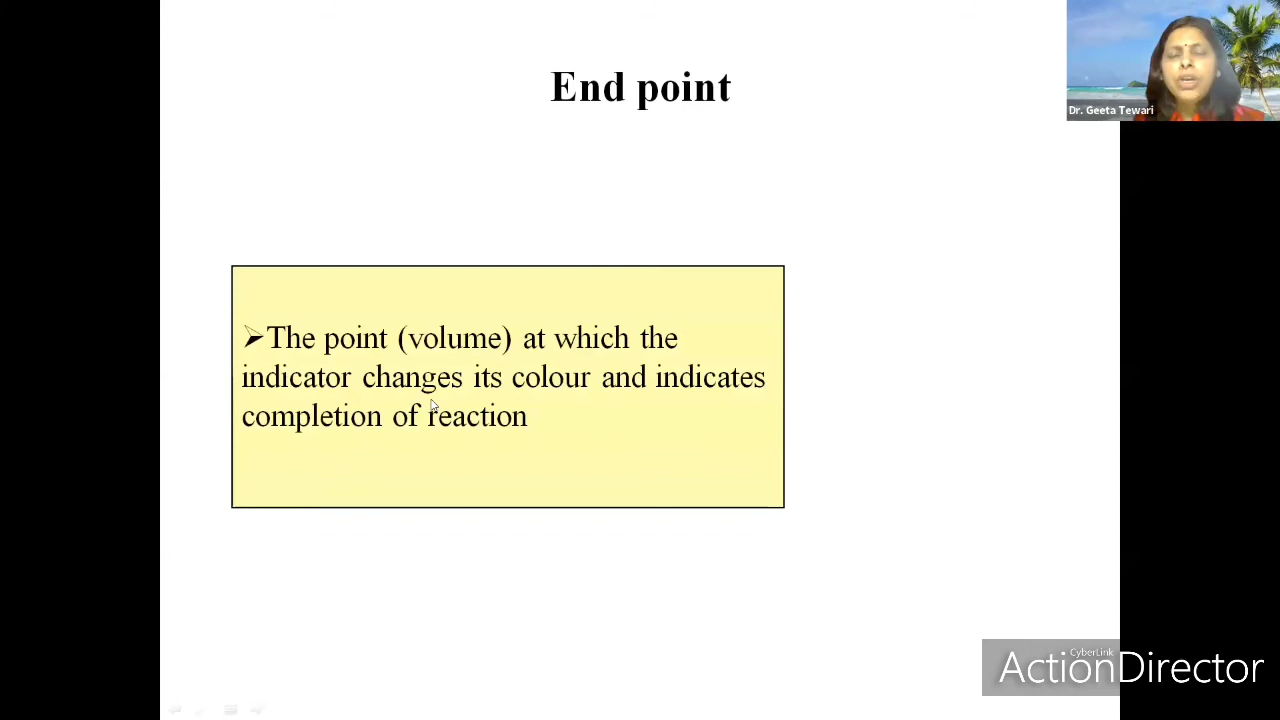 End point
Dr. Geeta Tewari
➢The point (volume) at which the
indicator changes its colour and indicates
completion of reaction
CyberLink
ActionDirector